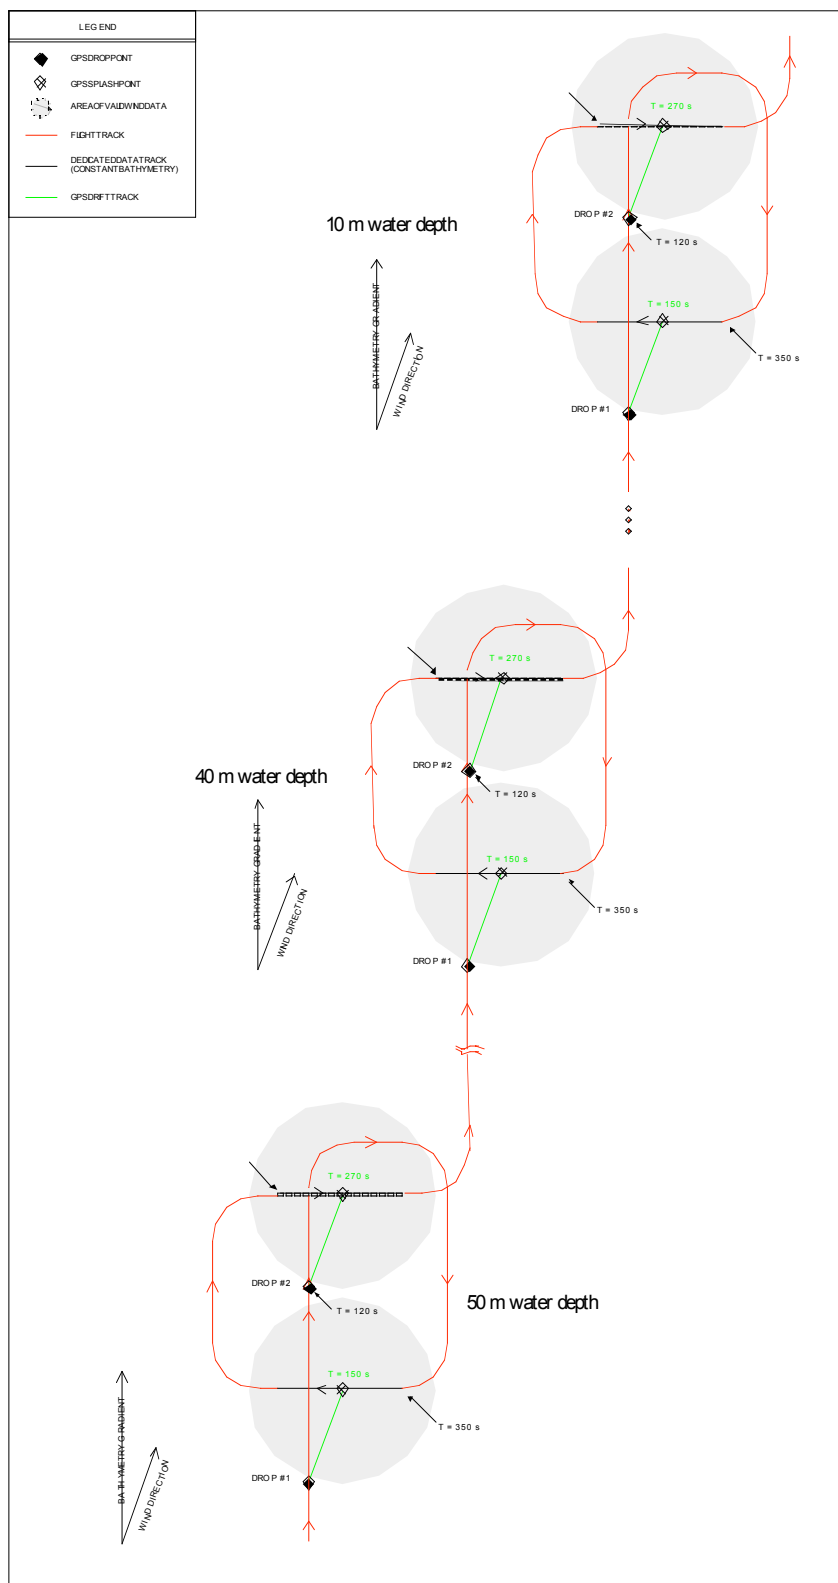 LEGEND
GPSDROPPONT
GPSSPLASHPONT
AREAOFVALIDWINDDATA
FLIGHTTRACK
DEDICATEDDATATRACK
(CONSTANTBATHYMETRY)
GPSDRIFTTRACK
T = 270 s
10 m water depth
DROP #2
T = 120 s
BATHYMETRY GRADIENT
WIND DIRECTION
T = 150 s
T = 350 s
DROP #1
T = 270 s
40 m water depth
DROP #2
T = 120 s
BATHYMETRY GRADIENT
WIND DIRECTION
T = 150 s
T = 350 s
DROP #1
T = 270 s
DROP #2
T = 120 s
50 m water depth
T = 150 s
BATHYMETRY GRADIENT
WIND DIRECTION
T = 350 s
DROP #1